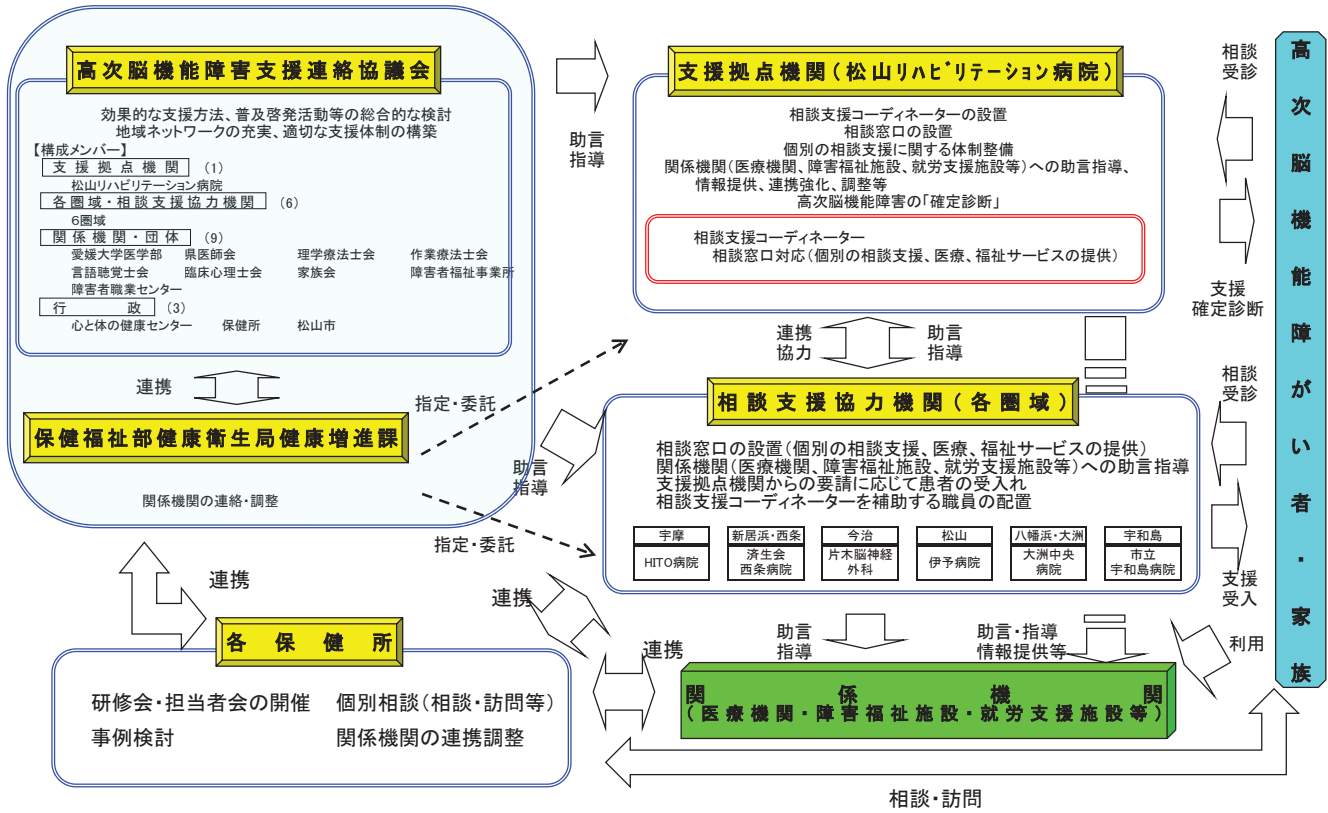 高次脳機能障害支援連絡協議会
効果的な支援方法、普及啓発活動等の総合的な検討
地域ネットワークの充実、適切な支援体制の構築
【構成メンバー】
支援拠点機関 (1)
松山リハビリテーション病院
各圏域・相談支援協力機関 (6)
6圏域
関係機関・団体 (9)
愛媛大学医学部 県医師会 理学療法士会 作業療法士会
言語聴覚士会 臨床心理士会 家族会 障害者福祉事業所
障害者職業センター
行政 (3)
心と体の健康センター 保健所 松山市
連携
保健福祉部健康衛生局健康増進課
関係機関の連絡・調整
助言
指導
指定・委託
助言
指導
指定・委託
支援拠点機関(松山リハビリテーション病院)
相談支援コーディネーターの設置
相談窓口の設置
個別の相談支援に関する体制整備
関係機関(医療機関、障害福祉施設、就労支援施設等)への助言指導、
情報提供、連携強化、調整等
高次脳機能障害の「確定診断」
相談支援コーディネーター
相談窓口対応(個別の相談支援、医療、福祉サービスの提供)
連携
協力
助言
指導
相談支援協力機関(各圏域)
相談窓口の設置(個別の相談支援、医療、福祉サービスの提供)
関係機関(医療機関、障害福祉施設、就労支援施設等)への助言指導
支援拠点機関からの要請に応じて患者の受入れ
相談支援コーディネーターを補助する職員の配置
宇摩 新居浜・西条 今治 松山 八幡浜・大洲 宇和島
HITO病院 済生会 片木脳神経 伊予病院 大洲中央 市立
西条病院 外科 病院 宇和島病院
相談
受診
支援
確定診断
相談
受診
支援
受入
高次脳機能障がい者・家族
連携
各保健所
研修会・担当者会の開催 個別相談(相談・訪問等)
事例検討 関係機関の連携調整
連携
連携
助言
指導
助言・指導
情報提供等
利用
関係機関
(医療機関・障害福祉施設・就労支援施設等)
相談・訪問